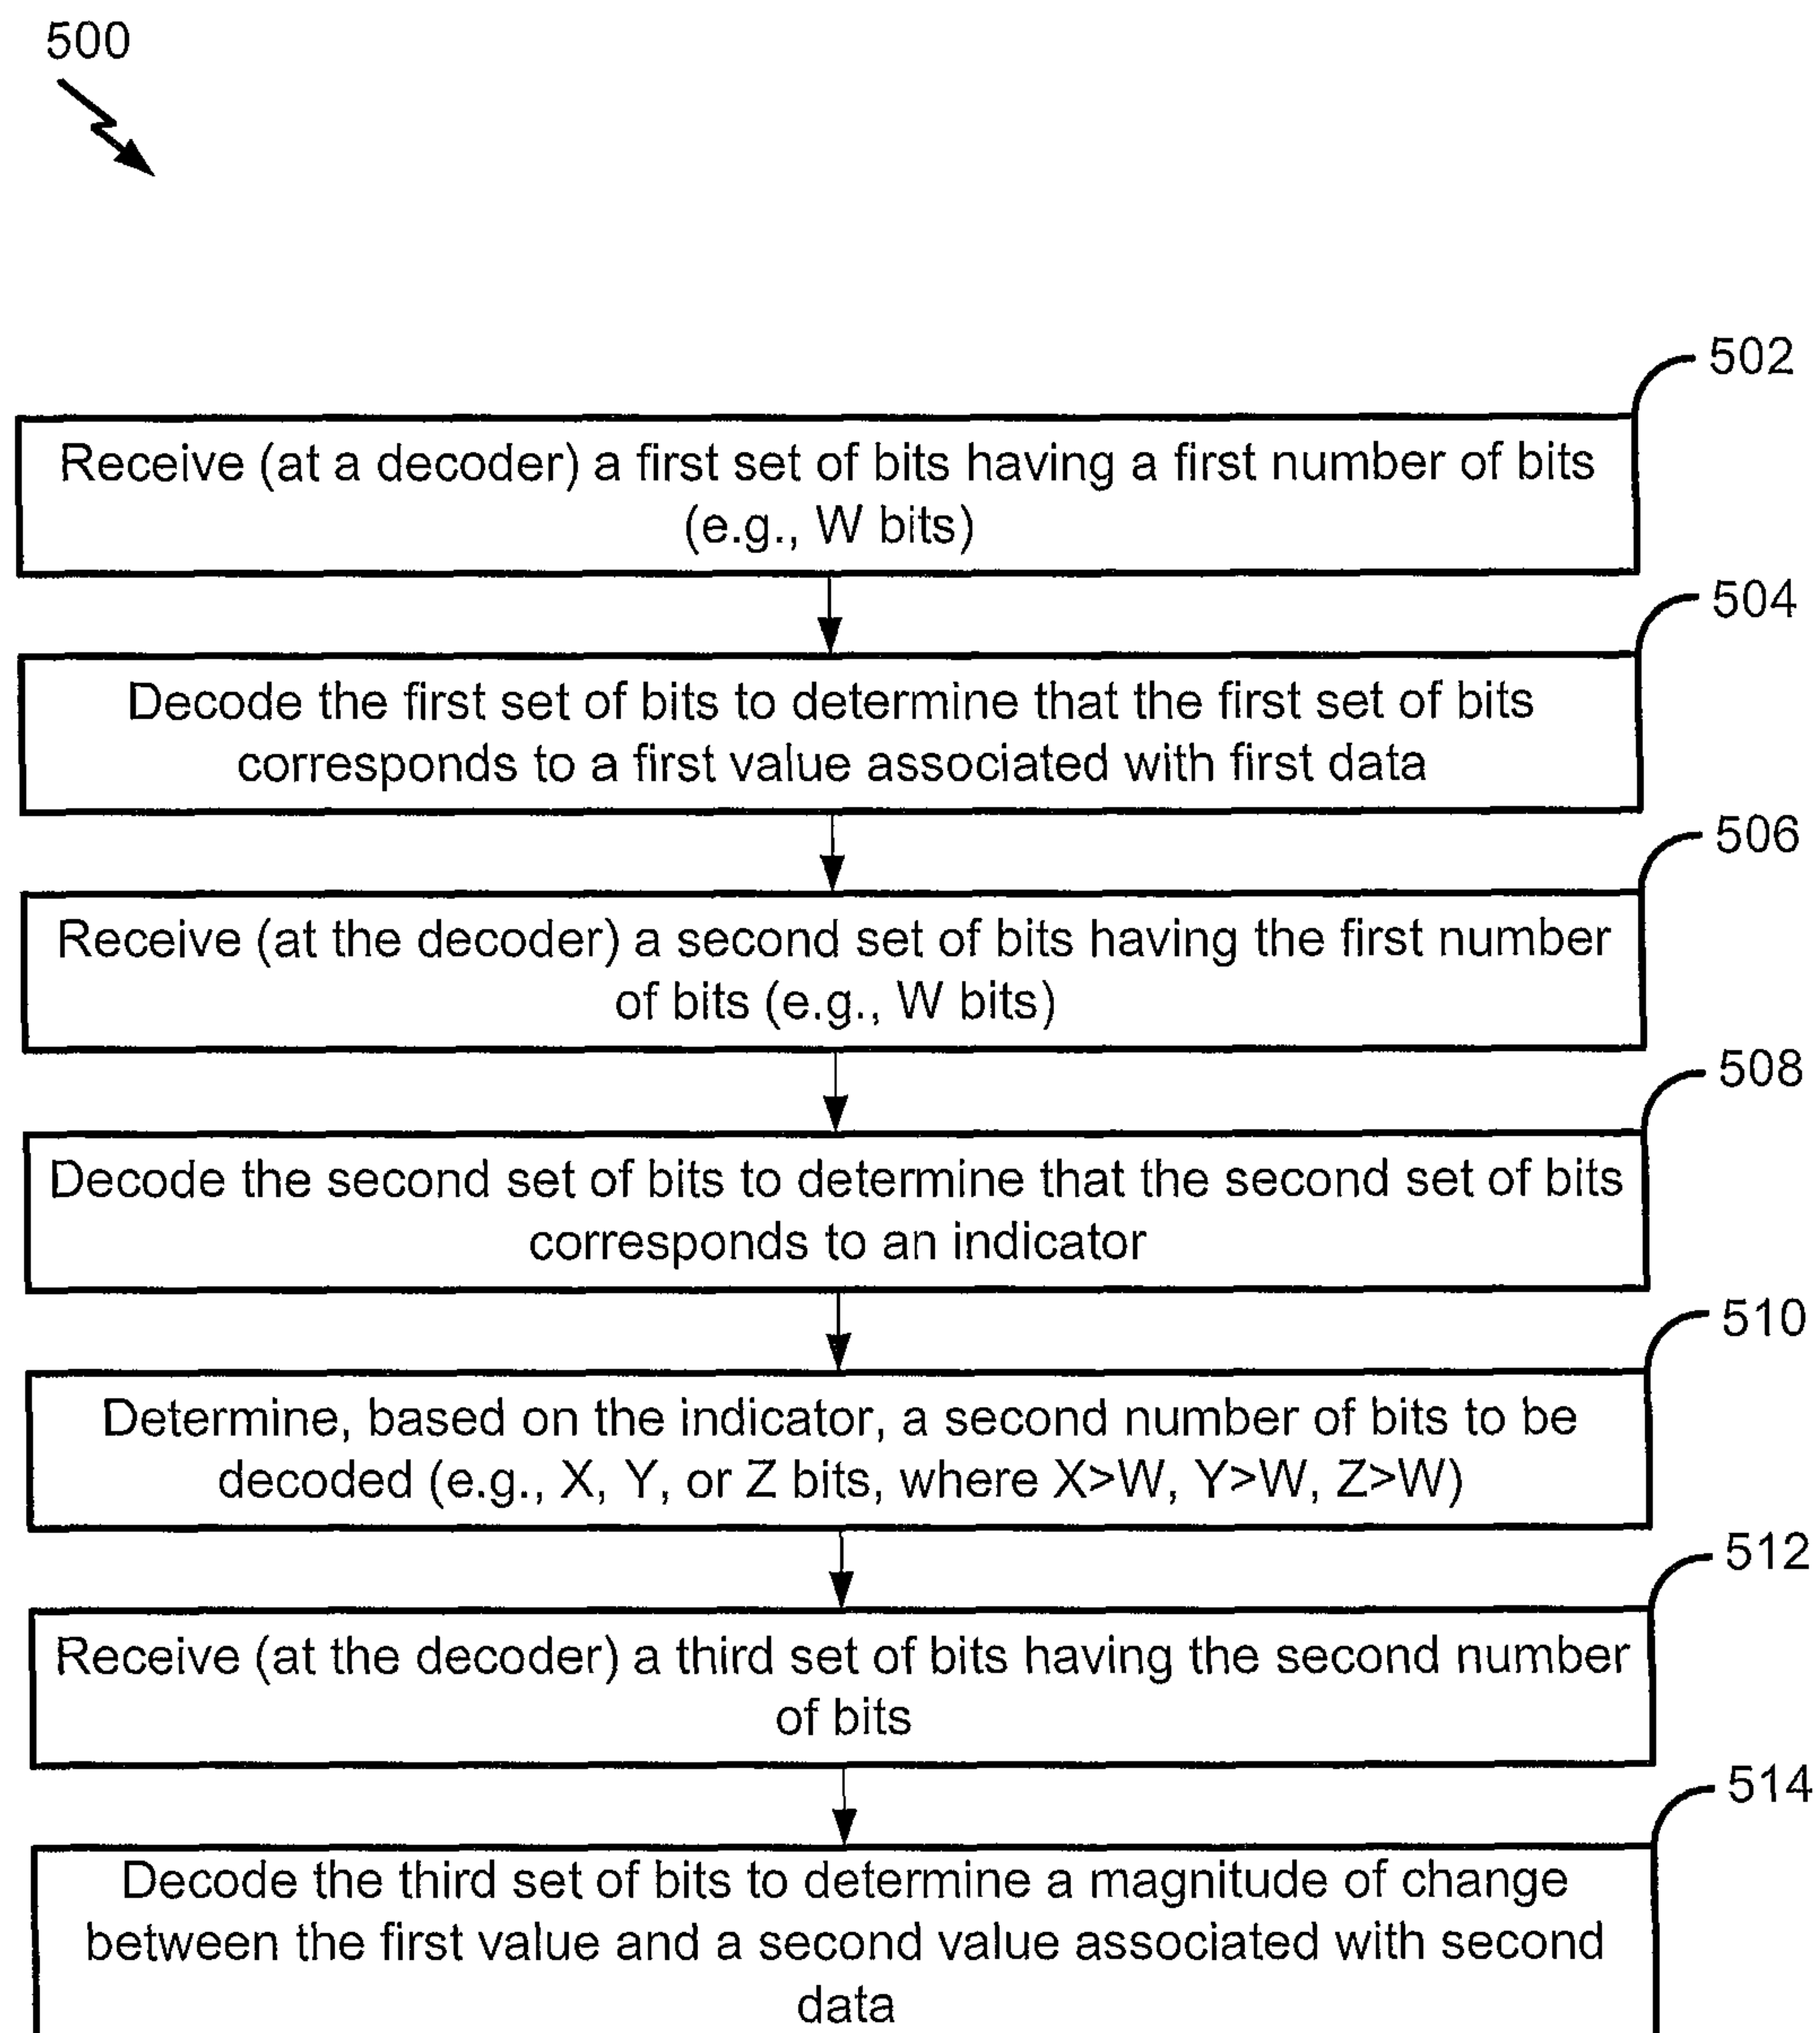 500
502
Receive (at a decoder) a first set of bits having a first number of bits
(e.g., W bits)
504
Decode the first set of bits to determine that the first set of bits
corresponds to a first value associated with first data
506
Receive (at the decoder) a second set of bits having the first number
of bits (e.g., W bits)
508
Decode the second set of bits to determine that the second set of bits
corresponds to an indicator
510
Determine, based on the indicator, a second number of bits to be
decoded (e.g., X, Y, or Z bits, where X>W, Y>W, Z>W)
512
Receive (at the decoder) a third set of bits having the second number
of bits
514
Decode the third set of bits to determine a magnitude of change
between the first value and a second value associated with second
data